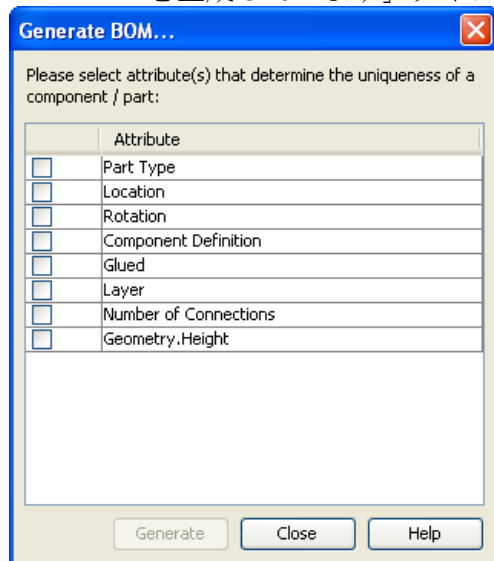 Generate BOM...
Please select attribute(s) that determine the uniqueness of a
component / part:
Attribute
Part Type
Location
Rotation
Component Definition
Glued
Layer
Number of Connections
Geometry.Height
Generate Close Help